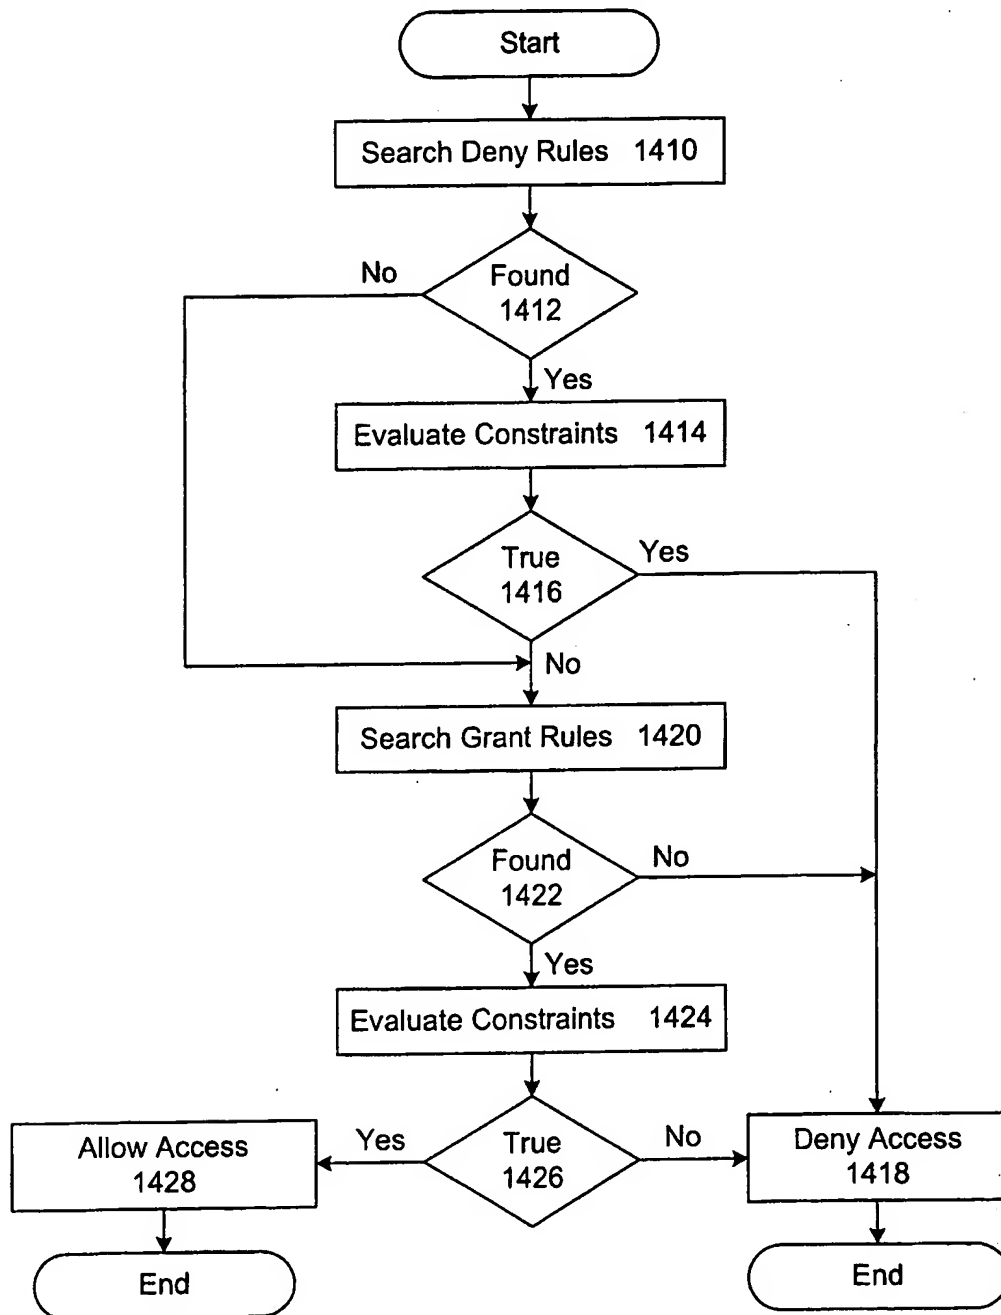 Start
Search Deny Rules 1410
No
Found
1412
Yes
Evaluate Constraints 1414
True
1416
Yes
No
Search Grant Rules 1420
Found
1422
No
Yes
Evaluate Constraints 1424
Allow Access
1428
Yes
True
1426
No
Deny Access
1418
End
End